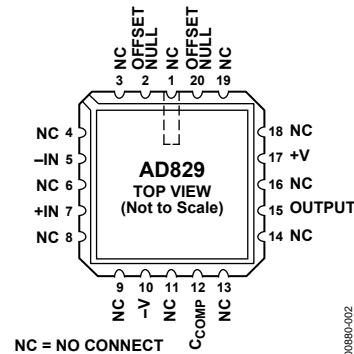 NC
OFFSET
NULL
NC
OFFSET
NULL
NC
3 2 1 20 19
NC 4
–IN 5
NC 6
+IN 7
NC 8
AD829
TOP VIEW
(Not to Scale)
18 NC
17 +V
16 NC
15 OUTPUT
14 NC
9 10 11 12 13
NC
–V
NC
CCOMP
NC
NC = NO CONNECT
00880-002